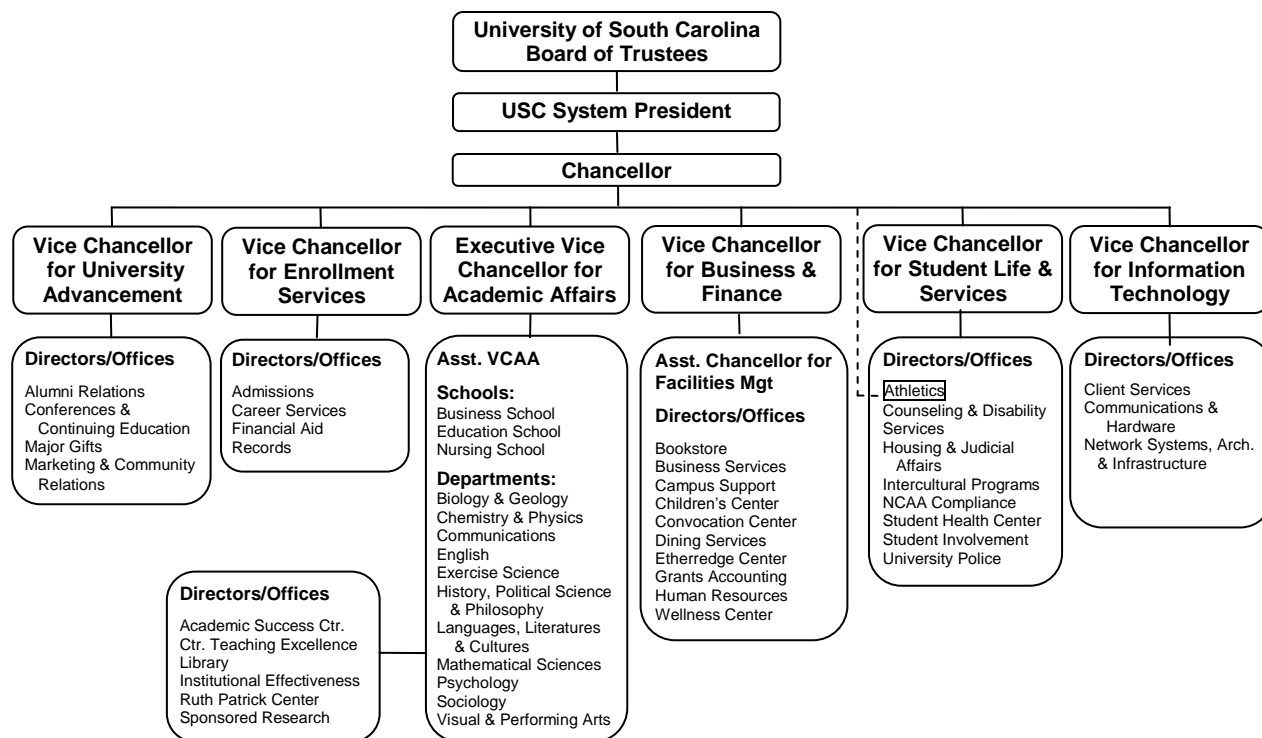 University of South Carolina
Board of Trustees
USC System President
Chancellor
Vice Chancellor
for University
Advancement
Vice Chancellor
for Enrollment
Services
Executive Vice
Chancellor for
Academic Affairs
Vice Chancellor
for Business &
Finance
Vice Chancellor
for Student Life &
Services
Vice Chancellor
for Information
Technology
Directors/Offices
Alumni Relations
Conferences &
Continuing Education
Major Gifts
Marketing & Community
Relations
Directors/Offices
Admissions
Career Services
Financial Aid
Records
Asst. VCAA
Schools:
Business School
Education School
Nursing School
Departments:
Biology & Geology
Chemistry & Physics
Communications
English
Exercise Science
History, Political Science
& Philosophy
Languages, Literatures
& Cultures
Mathematical Sciences
Psychology
Sociology
Visual & Performing Arts
Directors/Offices
Academic Success Ctr.
Ctr. Teaching Excellence
Library
Institutional Effectiveness
Ruth Patrick Center
Sponsored Research
Asst. Chancellor for
Facilities Mgt
Directors/Offices
Bookstore
Business Services
Campus Support
Children's Center
Convocation Center
Dining Services
Etherredge Center
Grants Accounting
Human Resources
Wellness Center
Directors/Offices
Athletics
Counseling & Disability
Services
Housing & Judicial
Affairs
Intercultural Programs
NCAA Compliance
Student Health Center
Student Involvement
University Police
Directors/Offices
Client Services
Communications &
Hardware
Network Systems, Arch.
& Infrastructure